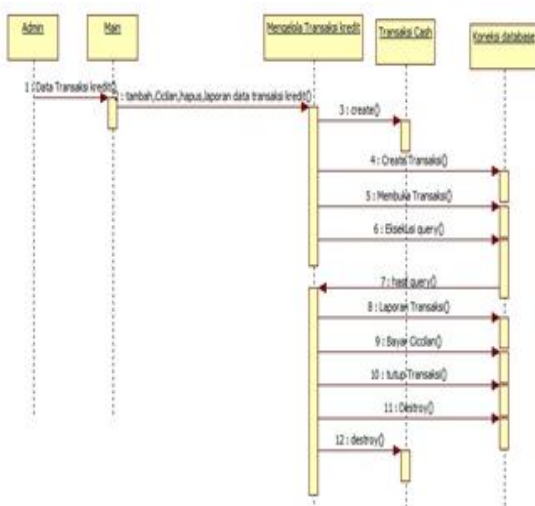 Admin
Main
Mengelola Transaksi kredit
Transaksi Cash
Koneksi database
1 : Data Transaksi kredit()
2 : tambah,Cicilan,hapus,laporan data transaksi kredit()
3 : create()
4 : Create Transaksi()
5 : Membuka Transaksi()
6 : Eksekusi query()
7 : hasil query()
8 : Laporan Transaksi()
9 : Bayar Cicilan()
10 : tutup Transaksi()
11 : Destroy()
12 : destroy()